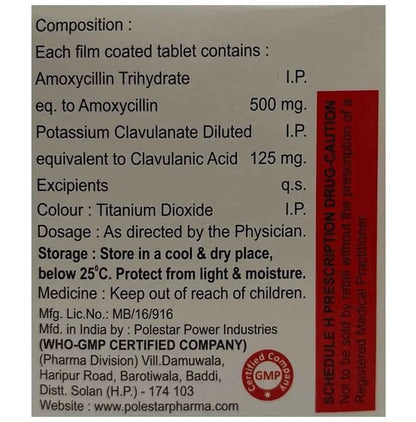 Composition :
Each film coated tablet contains :
Amoxycillin Trihydrate I.P.
eq. to Amoxycillin 500 mg.
Potassium Clavulanate Diluted I.P.
equivalent to Clavulanic Acid 125 mg.
Excipients q.s.
Colour : Titanium Dioxide I.P.
Dosage : As directed by the Physician.
Storage : Store in a cool & dry place,
below 25⁰C. Protect from light & moisture.
Medicine : Keep out of reach of children.
Mfg. Lic.No.: MB/16/916
Mfd. in India by : Polestar Power Industries
(WHO-GMP CERTIFIED COMPANY)
(Pharma Division) Vill.Damuwala,
Haripur Road, Barotiwala, Baddi,
Distt. Solan (H.P.) - 174 103
Website : www.polestarpharma.com
Certified Company
GMP
SCHEDULE H PRESCRIPTION DRUG-CAUTION
Not to be sold by retail without the prescription of a
Registered Medical Practitioner